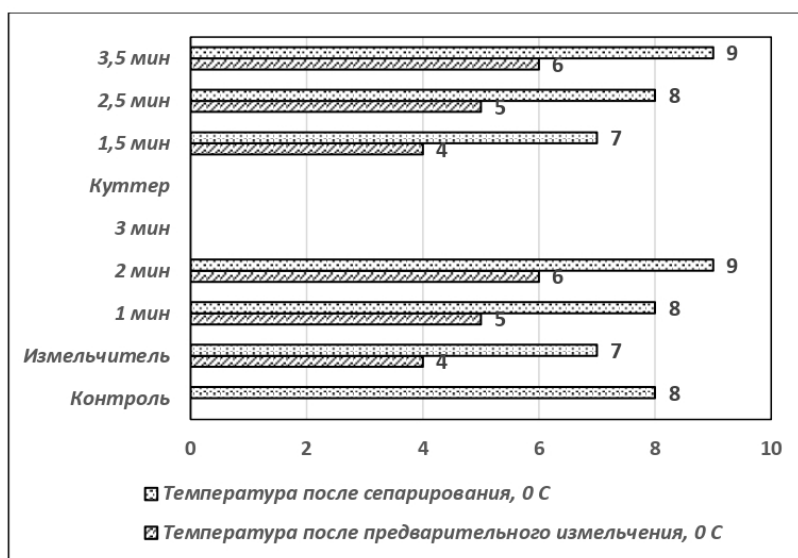 3,5 мин
9
6
2,5 мин
8
5
1,5 мин
7
4
Куттер
3 мин
2 мин
9
6
1 мин
8
5
Измельчитель
7
4
Контроль
8
0 2 4 6 8 10
Температура после сепарирования, 0 С
Температура после предварительного измельчения, 0 С